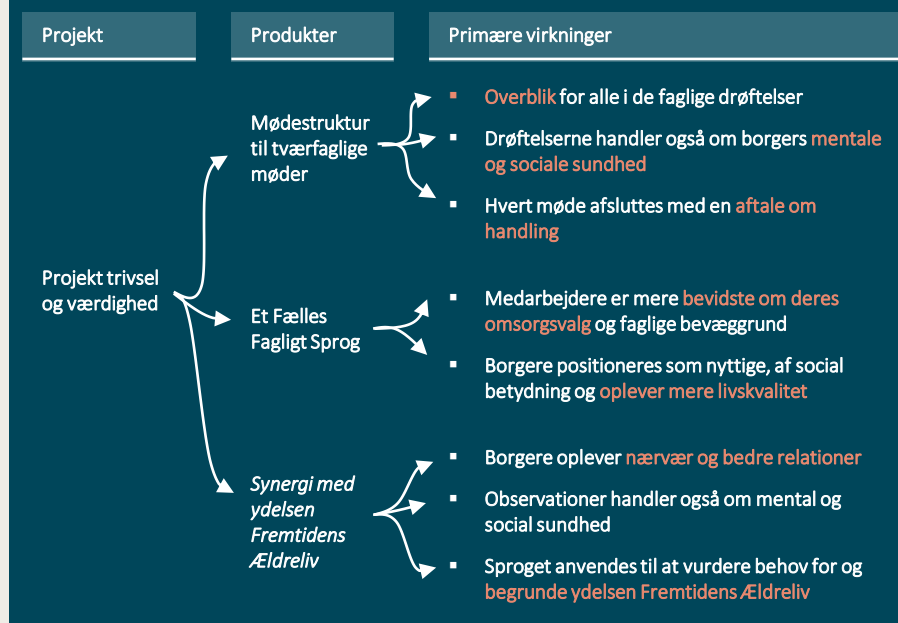 Projekt
Produkter
Primære virkninger
Projekt trivsel
og værdighed
Mødestruktur
til tværfaglige
møder
Overblik for alle i de faglige drøftelser
Drøftelserne handler også om borgers mentale
og sociale sundhed
Hvert møde afsluttes med en aftale om
handling
Et Fælles
Fagligt Sprog
Medarbejdere er mere bevidste om deres
omsorgsvalg og faglige bevæggrund
Borgere positioneres som nyttige, af social
betydning og oplever mere livskvalitet
Synergi med
ydelsen
Fremtidens
Ældreliv
Borgere oplever nærvær og bedre relationer
Observationer handler også om mental og
social sundhed
Sproget anvendes til at vurdere behov for og
begrunde ydelsen Fremtidens Ældreliv